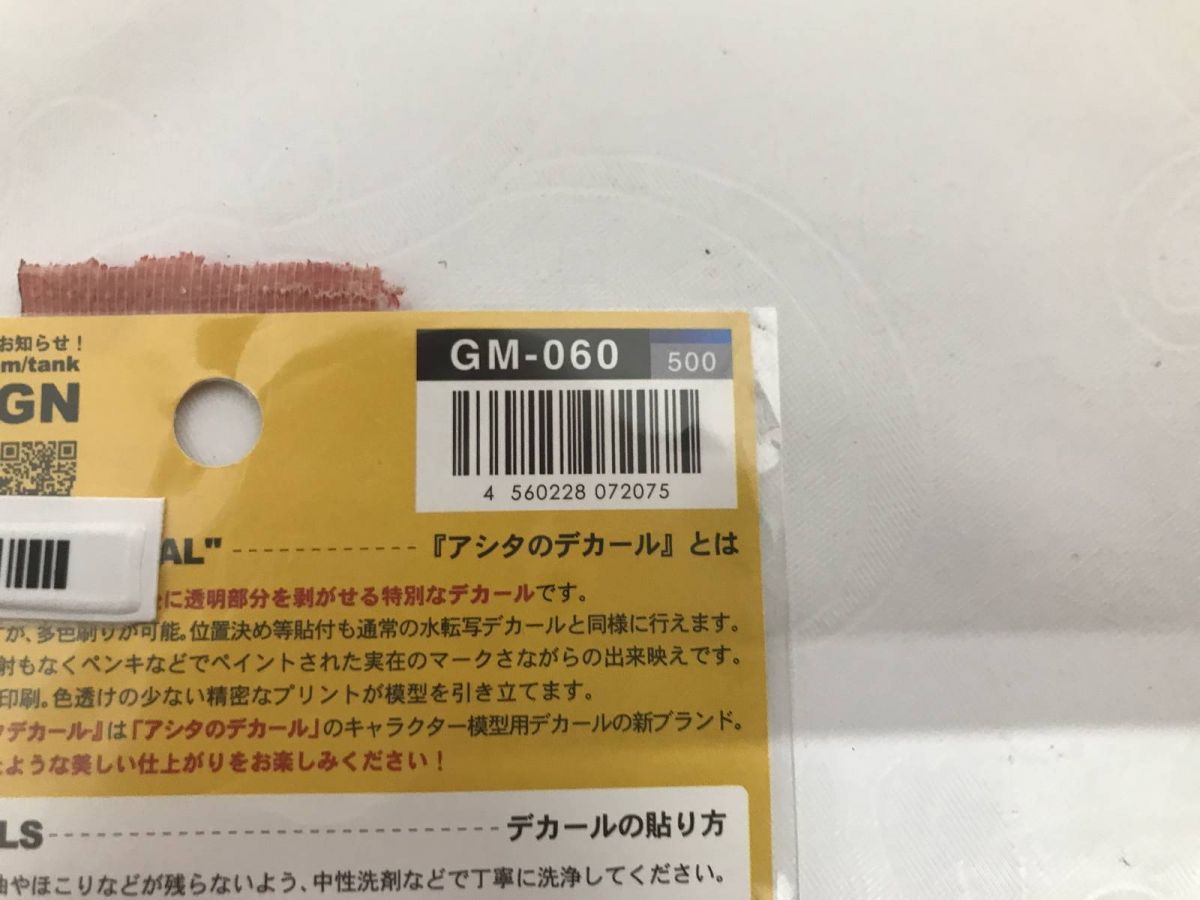 お知らせ！
m/tank
GN
GM-060
500
4 560228 072075
AL" 『アシタのデカール』とは
に透明部分を剥がせる特別なデカールです。
が、多色刷りが可能。位置決め等貼付も通常の水転写デカールと同様に行えます。
射もなくペンキなどでペイントされた実在のマークさながらの出来映えです。
印刷。色透けの少ない精密なプリントが模型を引き立てます。
デカール』は「アシタのデカール」のキャラクター模型用デカールの新ブランド。
たような美しい仕上がりをお楽しみください！
LS デカールの貼り方
油やほこりなどが残らないよう、中性洗剤などで丁寧に洗浄してください。